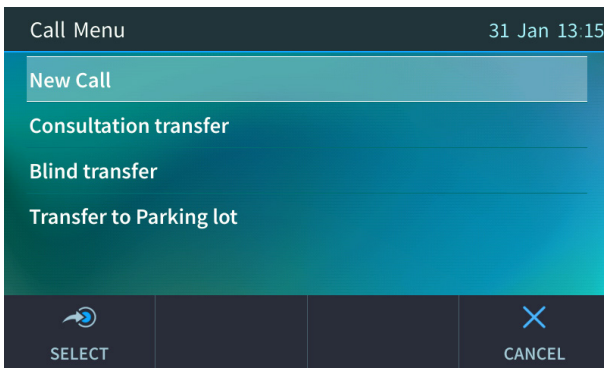 Call Menu 31 Jan 13:15
New Call
Consultation transfer
Blind transfer
Transfer to Parking lot
SELECT CANCEL